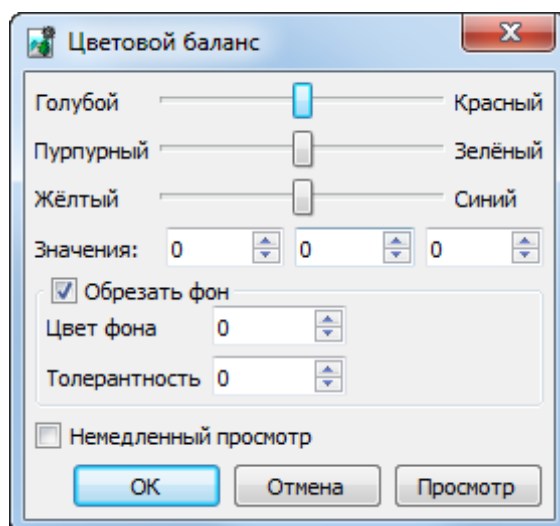 Цветовой баланс
Голубой Красный
Пурпурный Зелёный
Жёлтый Синий
Значения: 0 0 0
Обрезать фон
Цвет фона 0
Толерантность 0
Немедленный просмотр
ОК Отмена Просмотр